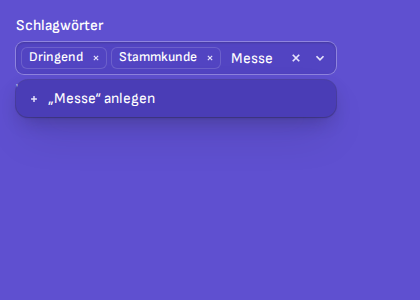 Schlagwörter
Dringend × Stammkunde × Messe ×
+ „Messe“ anlegen